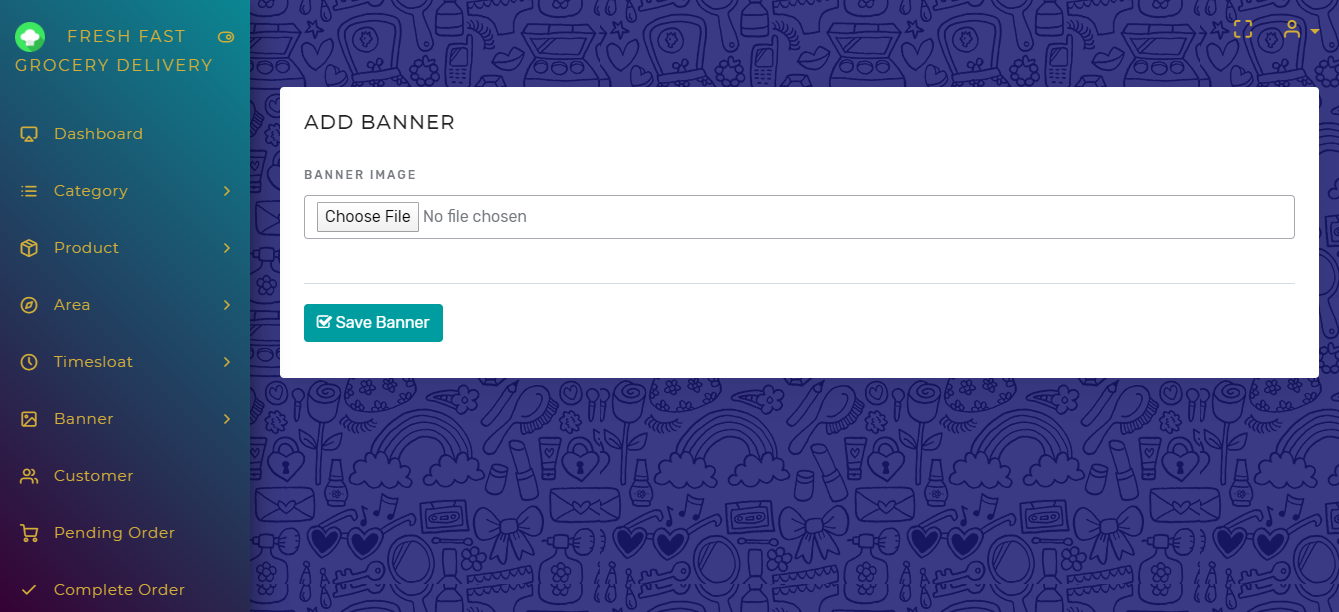 FRESH FAST
GROCERY DELIVERY
Dashboard
Category
Product
Area
Timesloat
Banner
Customer
Pending Order
Complete Order
ADD BANNER
BANNER IMAGE
Choose File No file chosen
Save Banner